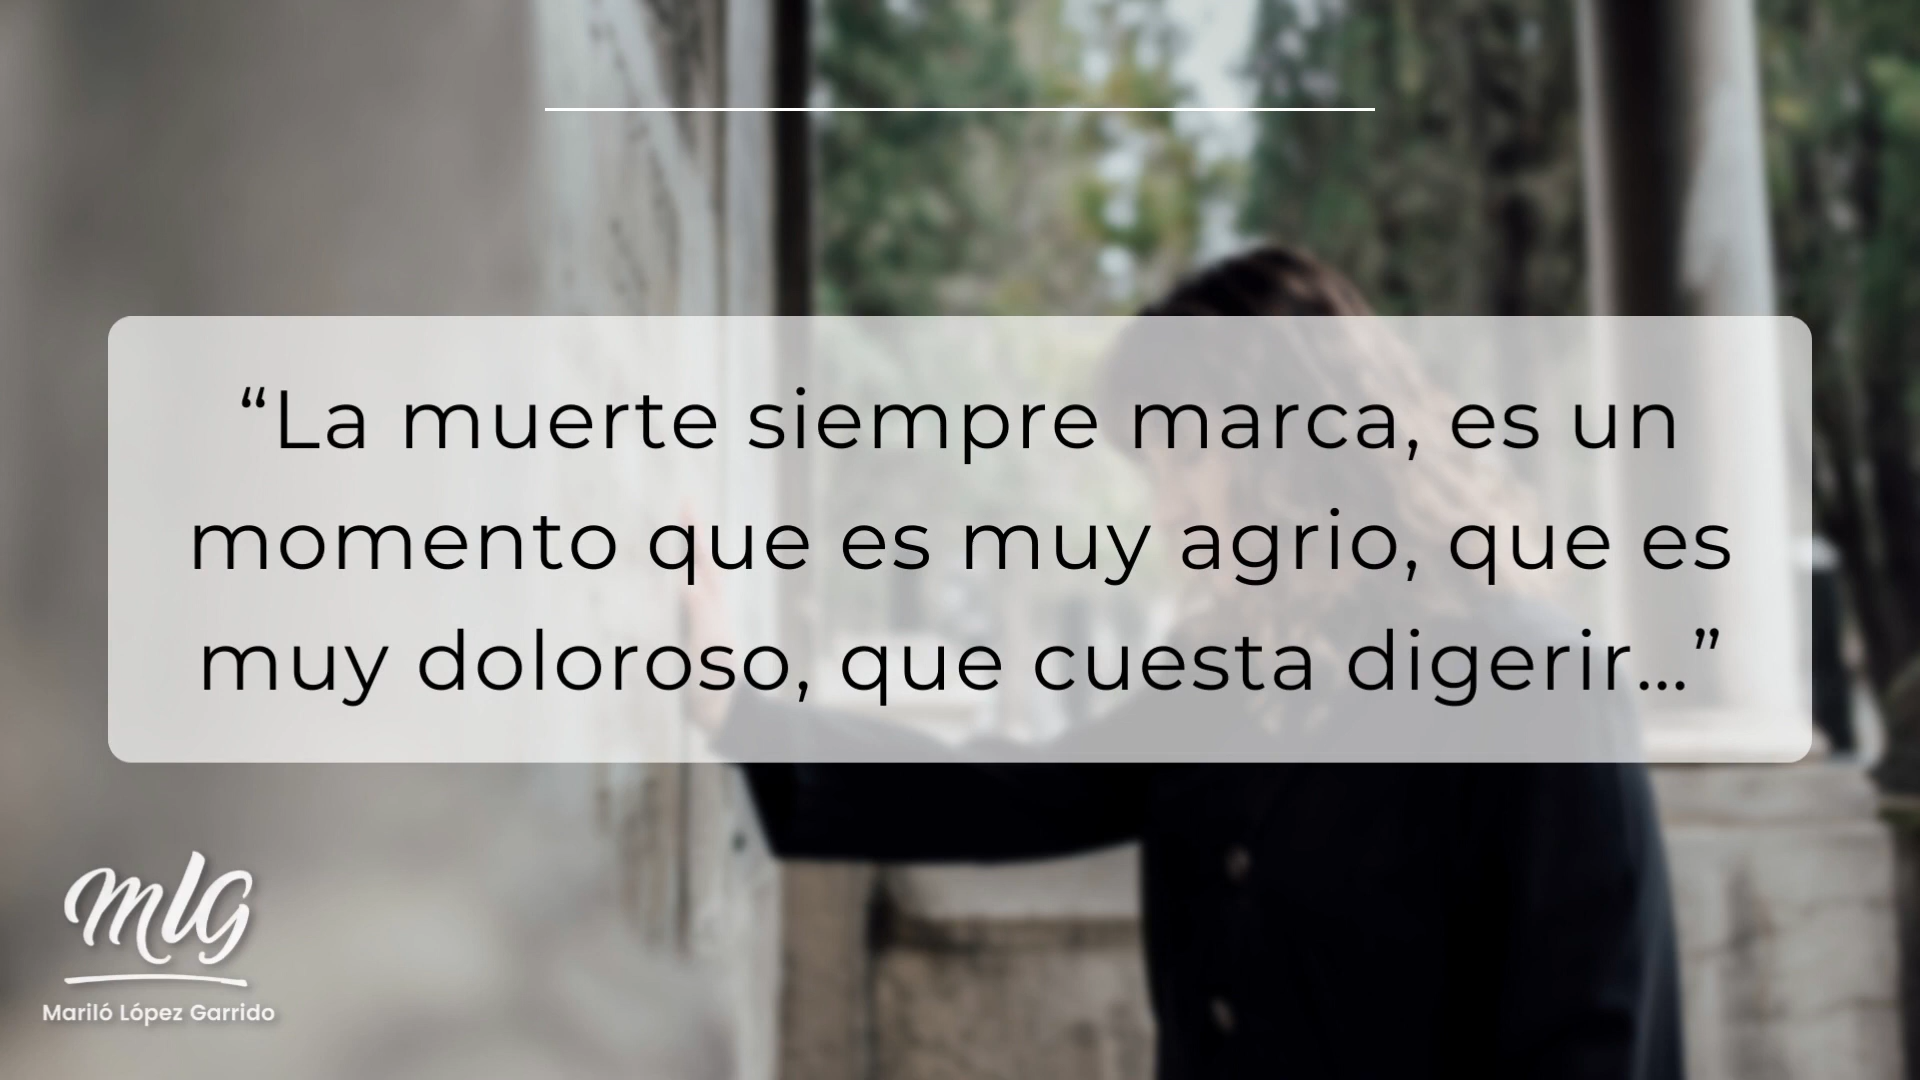 “La muerte siempre marca, es un
momento que es muy agrio, que es
muy doloroso, que cuesta digerir...”
mlG
Mariló López Garrido